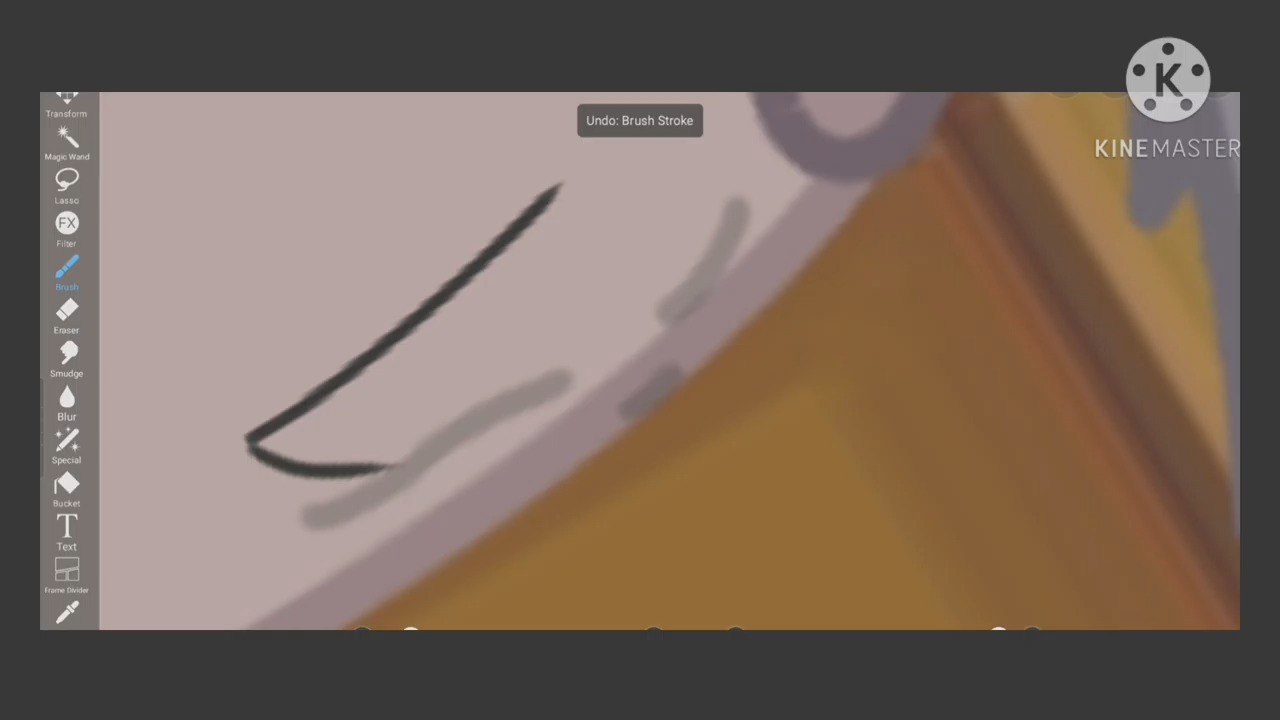 Transform
Undo: Brush Stroke
K
KINEMASTER
Magic Wand
Lasso
FX
Filter
Brush
Eraser
Smudge
Blur
Special
Bucket
T
Text
Frame Divider